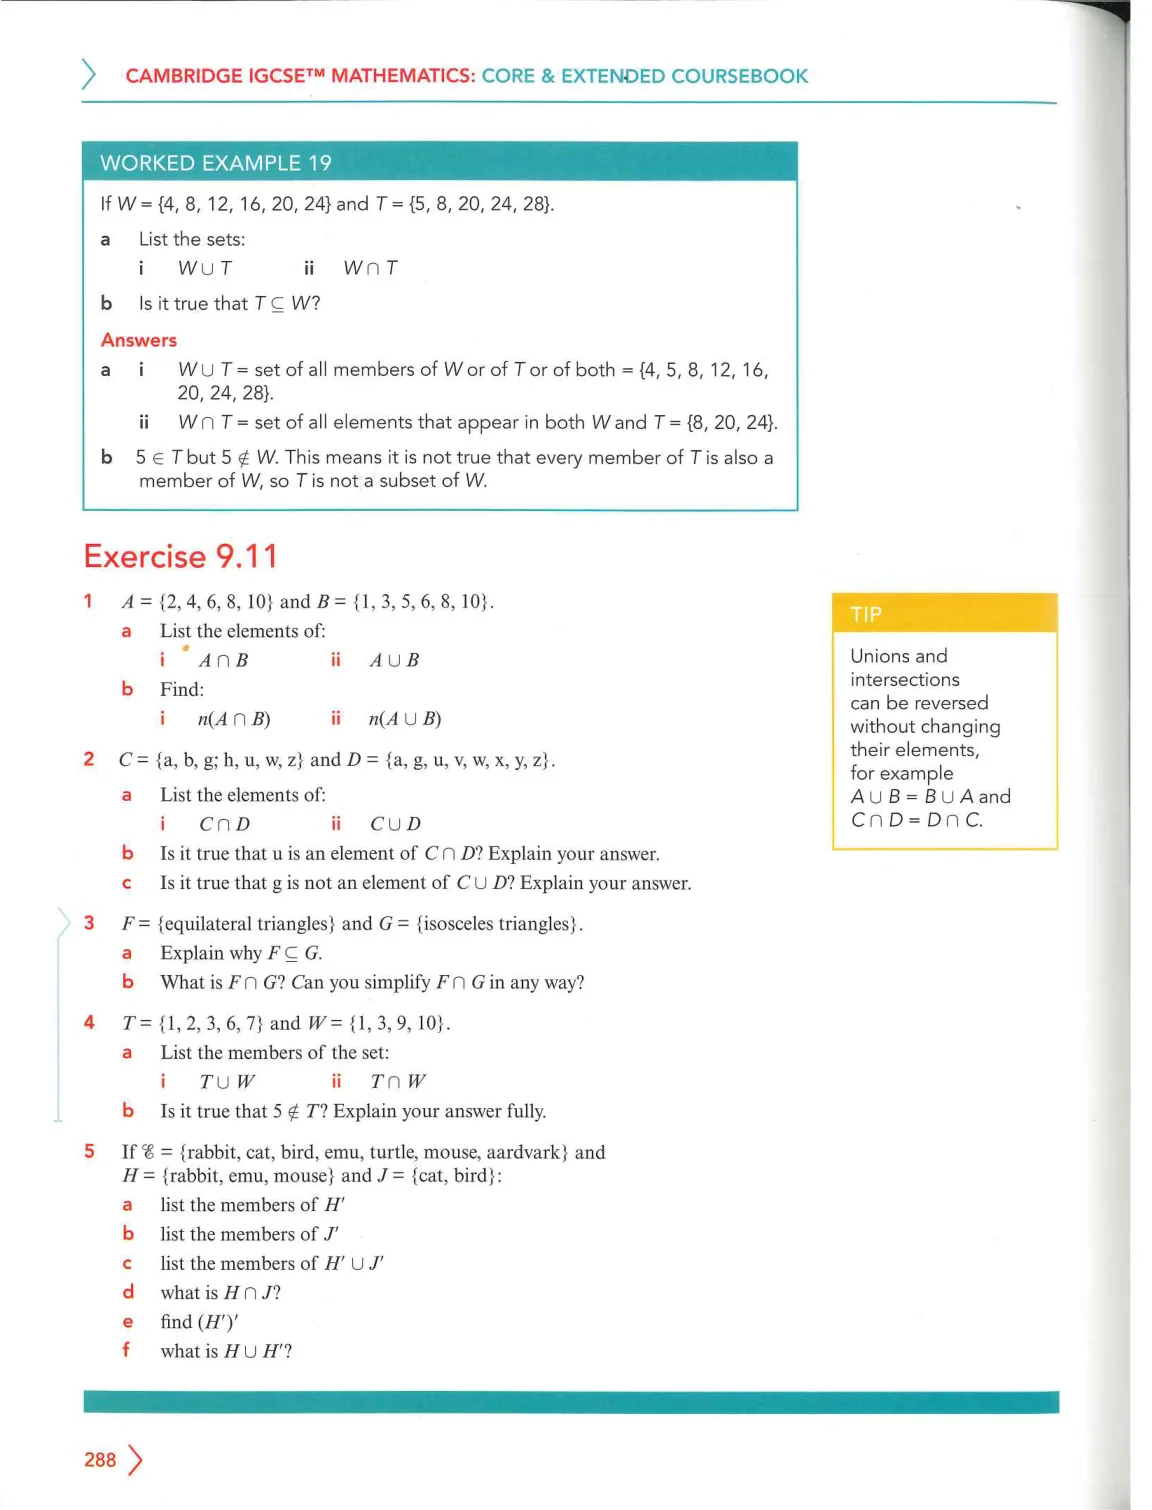 CAMBRIDGE IGCSE™ MATHEMATICS: CORE & EXTENDED COURSEBOOK
WORKED EXAMPLE 19
If W = {4, 8, 12, 16, 20, 24} and T = {5, 8, 20, 24, 28}.
a List the sets:
i W ∪ T ii W ∩ T
b Is it true that T ⊆ W?
Answers
a i W ∪ T = set of all members of W or of T or of both = {4, 5, 8, 12, 16,
20, 24, 28}.
ii W ∩ T = set of all elements that appear in both W and T = {8, 20, 24}.
b 5 ∈ T but 5 ∉ W. This means it is not true that every member of T is also a
member of W, so T is not a subset of W.
Exercise 9.11
1 A = {2, 4, 6, 8, 10} and B = {1, 3, 5, 6, 8, 10}.
a List the elements of:
i A ∩ B ii A ∪ B
b Find:
i n(A ∩ B) ii n(A ∪ B)
2 C = {a, b, g; h, u, w, z} and D = {a, g, u, v, w, x, y, z}.
a List the elements of:
i C ∩ D ii C ∪ D
b Is it true that u is an element of C ∩ D? Explain your answer.
c Is it true that g is not an element of C ∪ D? Explain your answer.
3 F = {equilateral triangles} and G = {isosceles triangles}.
a Explain why F ⊆ G.
b What is F ∩ G? Can you simplify F ∩ G in any way?
4 T = {1, 2, 3, 6, 7} and W = {1, 3, 9, 10}.
a List the members of the set:
i T ∪ W ii T ∩ W
b Is it true that 5 ∉ T? Explain your answer fully.
5 If ℰ = {rabbit, cat, bird, emu, turtle, mouse, aardvark} and
H = {rabbit, emu, mouse} and J = {cat, bird}:
a list the members of H′
b list the members of J′
c list the members of H′ ∪ J′
d what is H ∩ J?
e find (H′)′
f what is H ∪ H′?
TIP
Unions and
intersections
can be reversed
without changing
their elements,
for example
A ∪ B = B ∪ A and
C ∩ D = D ∩ C.
288